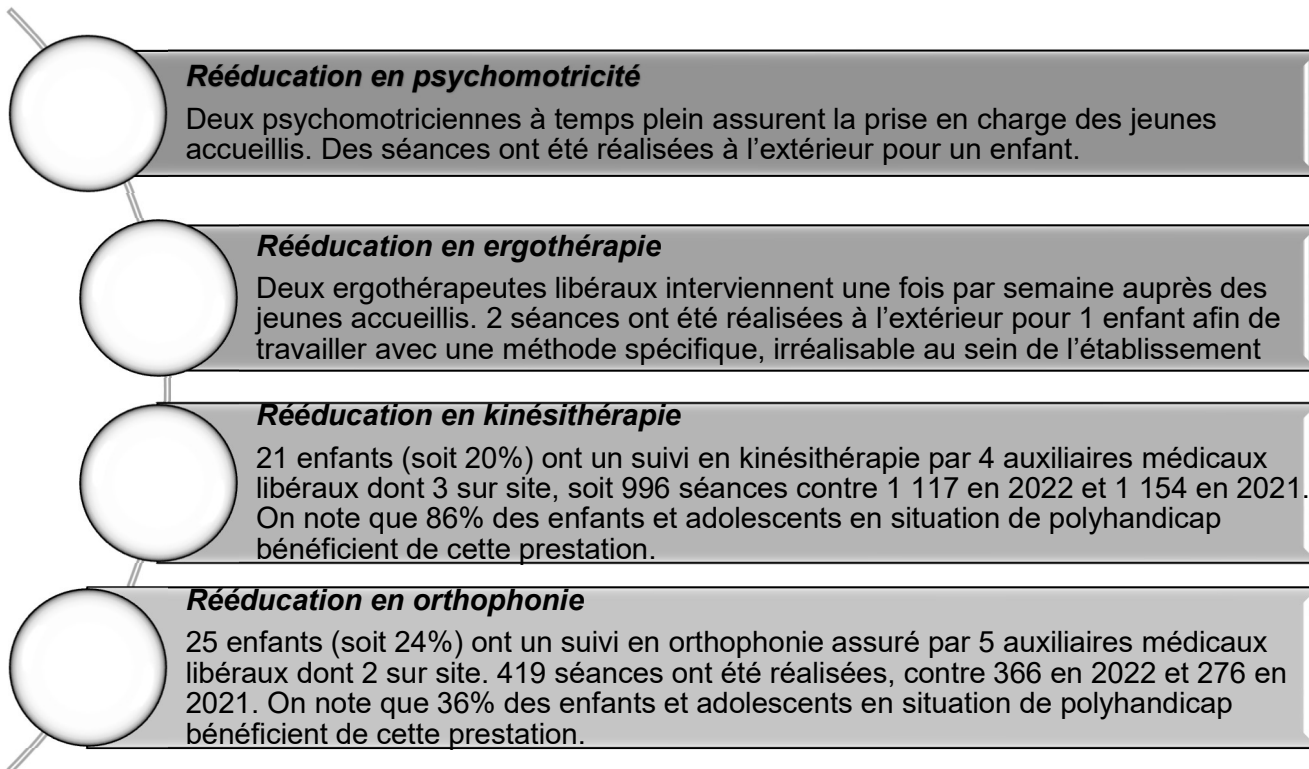 Rééducation en psychomotricité
Deux psychomotriciennes à temps plein assurent la prise en charge des jeunes
accueillis. Des séances ont été réalisées à l'extérieur pour un enfant.
Rééducation en ergothérapie
Deux ergothérapeutes libéraux interviennent une fois par semaine auprès des
jeunes accueillis. 2 séances ont été réalisées à l'extérieur pour 1 enfant afin de
travailler avec une méthode spécifique, irréalisable au sein de l'établissement
Rééducation en kinésithérapie
21 enfants (soit 20%) ont un suivi en kinésithérapie par 4 auxiliaires médicaux
libéraux dont 3 sur site, soit 996 séances contre 1 117 en 2022 et 1 154 en 2021.
On note que 86% des enfants et adolescents en situation de polyhandicap
bénéficient de cette prestation.
Rééducation en orthophonie
25 enfants (soit 24%) ont un suivi en orthophonie assuré par 5 auxiliaires médicaux
libéraux dont 2 sur site. 419 séances ont été réalisées, contre 366 en 2022 et 276 en
2021. On note que 36% des enfants et adolescents en situation de polyhandicap
bénéficient de cette prestation.